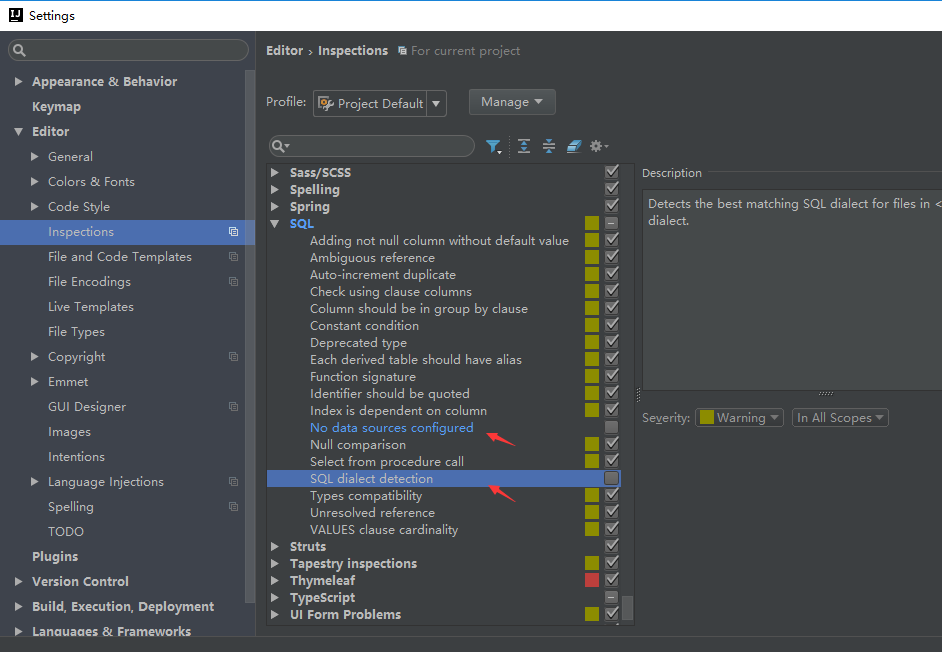 Settings
Appearance & Behavior
Keymap
Editor
General
Colors & Fonts
Code Style
Inspections
File and Code Templates
File Encodings
Live Templates
File Types
Copyright
Emmet
GUI Designer
Images
Intentions
Language Injections
Spelling
TODO
Plugins
Version Control
Build, Execution, Deployment
Languages & Frameworks
Editor › Inspections For current project
Profile: Project Default Manage
Sass/SCSS
Spelling
Spring
SQL
Adding not null column without default value
Ambiguous reference
Auto-increment duplicate
Check using clause columns
Column should be in group by clause
Constant condition
Deprecated type
Each derived table should have alias
Function signature
Identifier should be quoted
Index is dependent on column
No data sources configured
Null comparison
Select from procedure call
SQL dialect detection
Types compatibility
Unresolved reference
VALUES clause cardinality
Struts
Tapestry inspections
Thymeleaf
TypeScript
UI Form Problems
Description
Detects the best matching SQL dialect for files in <
dialect.
Severity: Warning In All Scopes